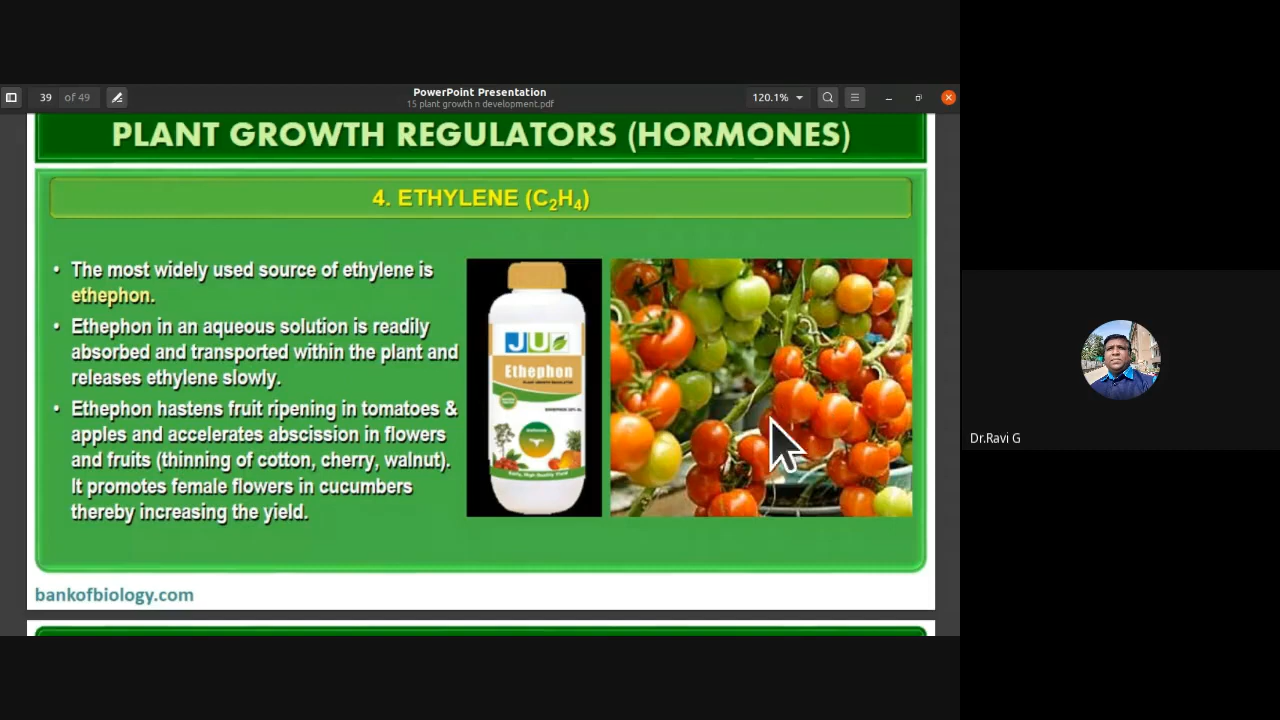 39 of 49
PowerPoint Presentation
15 plant growth n development.pdf
120.1%
PLANT GROWTH REGULATORS (HORMONES)
4. ETHYLENE (C₂H₄)
• The most widely used source of ethylene is
ethephon.
• Ethephon in an aqueous solution is readily
absorbed and transported within the plant and
releases ethylene slowly.
• Ethephon hastens fruit ripening in tomatoes &
apples and accelerates abscission in flowers
and fruits (thinning of cotton, cherry, walnut).
It promotes female flowers in cucumbers
thereby increasing the yield.
JU
Ethephon
PLANT GROWTH REGULATOR
bankofbiology.com
Dr.Ravi G